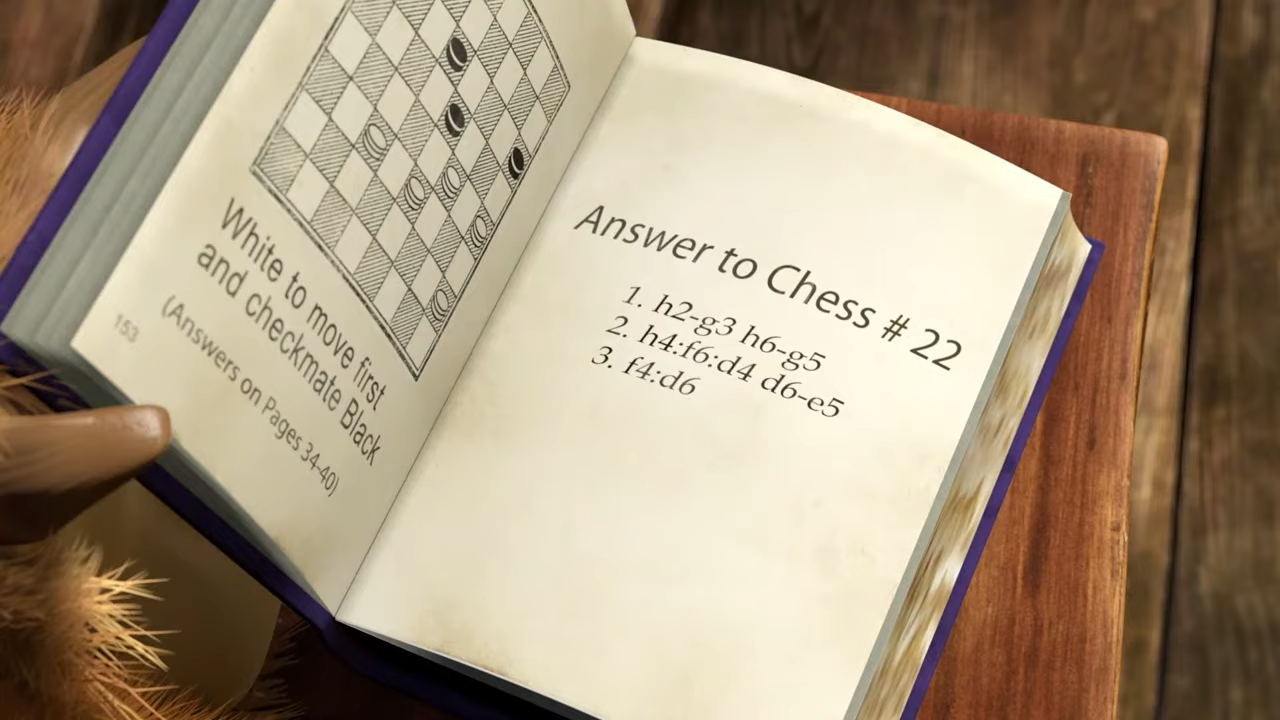 White to move first
and checkmate Black
(Answers on Pages 34-40)
153
Answer to Chess # 22
1. h2-g3 h6-g5
2. h4:f6:d4 d6-e5
3. f4:d6